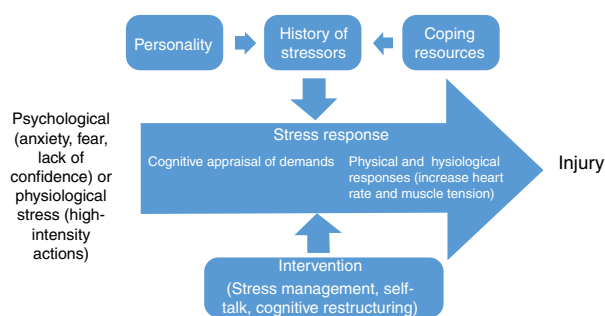 Personality
History of
stressors
Coping
resources
Psychological
(anxiety, fear,
lack of
confidence) or
physiological
stress (high-
intensity
actions)
Stress response
Cognitive appraisal of demands
Physical and hysiological
responses (increase heart
rate and muscle tension)
Injury
Intervention
(Stress management, self-
talk, cognitive restructuring)